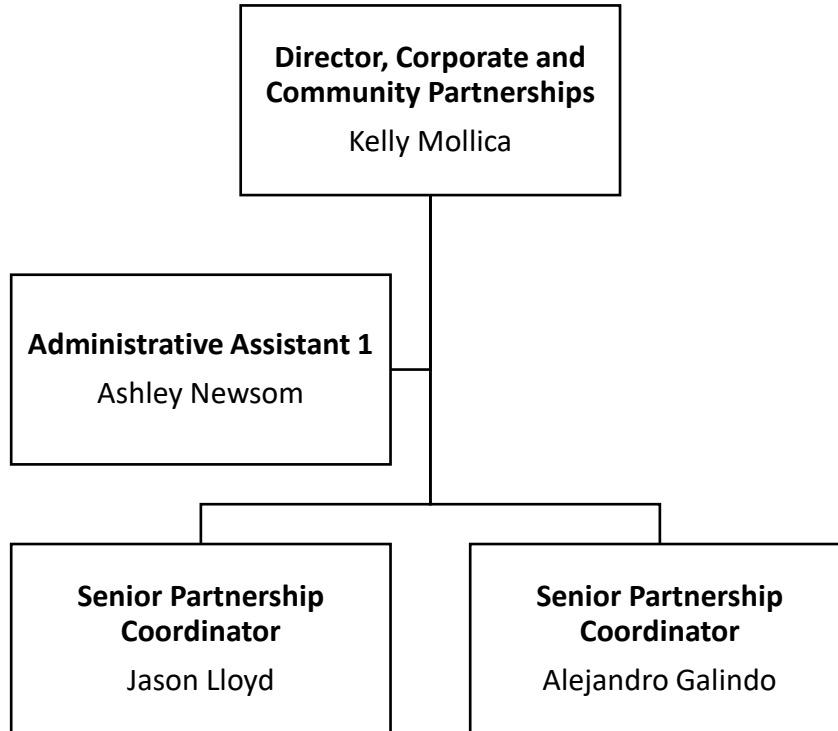 Director, Corporate and
Community Partnerships
Kelly Mollica
Administrative Assistant 1
Ashley Newsom
Senior Partnership
Coordinator
Jason Lloyd
Senior Partnership
Coordinator
Alejandro Galindo